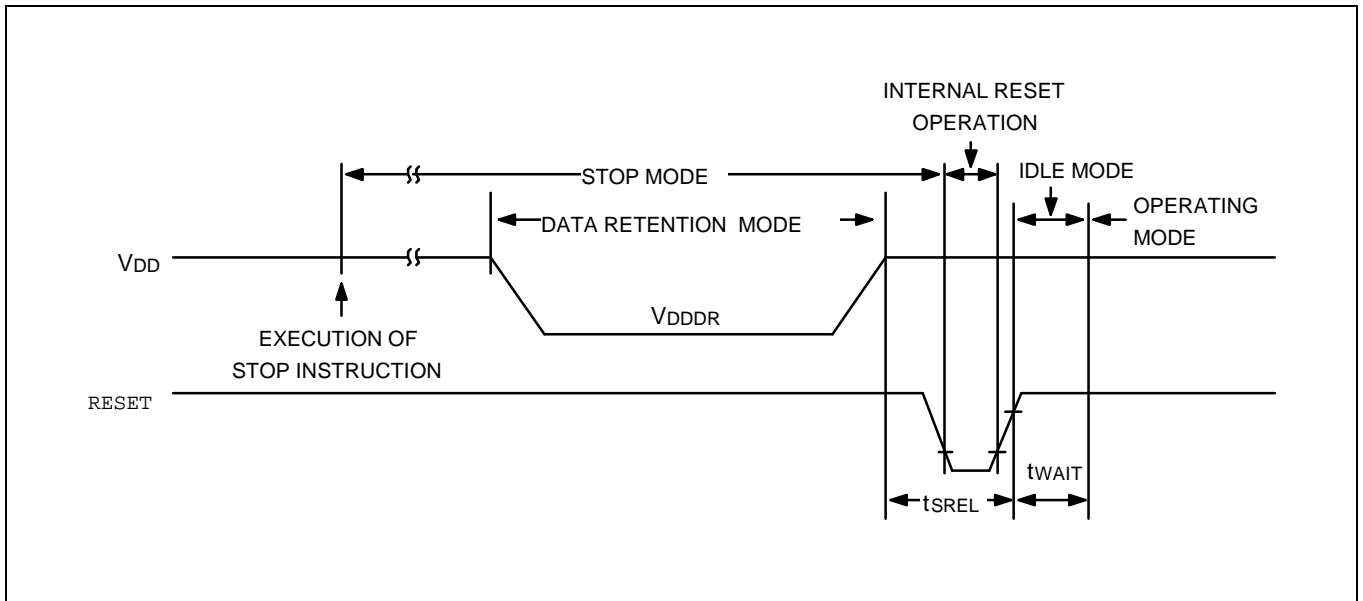 INTERNAL RESET
OPERATION
STOP MODE
IDLE MODE
DATA RETENTION MODE
OPERATING
MODE
VDD
VDDDR
EXECUTION OF
STOP INSTRUCTION
RESET
tWAIT
tSREL